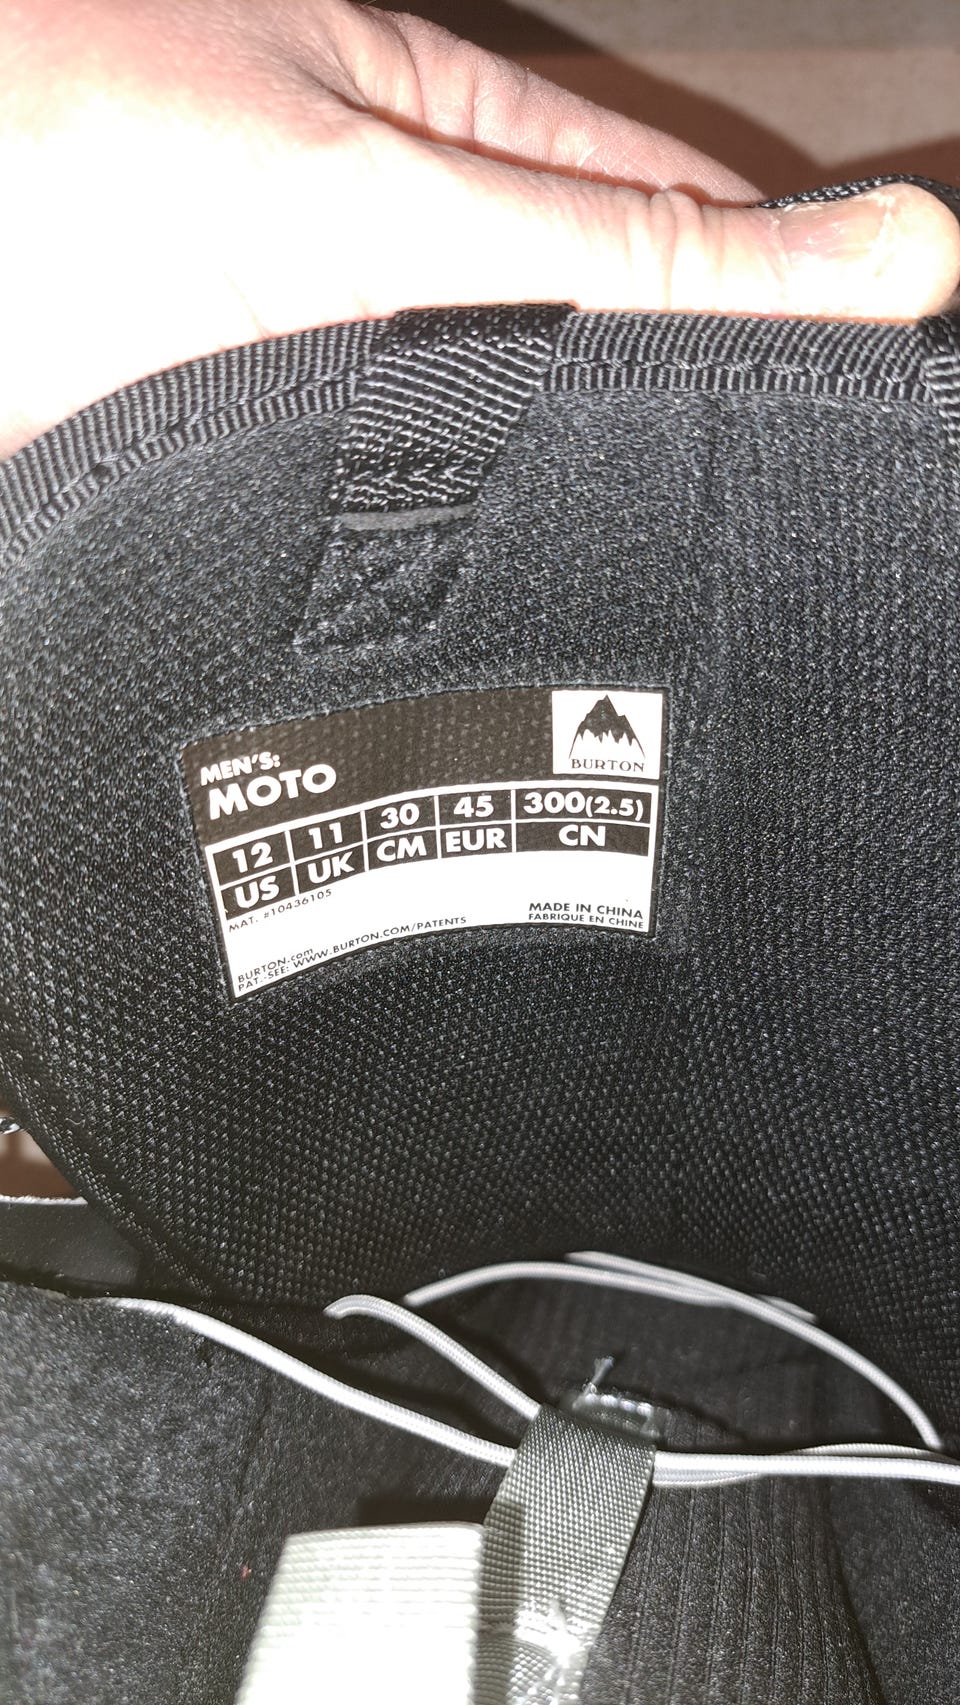 MEN'S:
MOTO
BURTON
12 11 30 45 300(2.5)
US UK CM EUR CN
MAT. #10436105
MADE IN CHINA
FABRIQUE EN CHINE
BURTON.com
PAT.-SEE: WWW.BURTON.COM/PATENTS